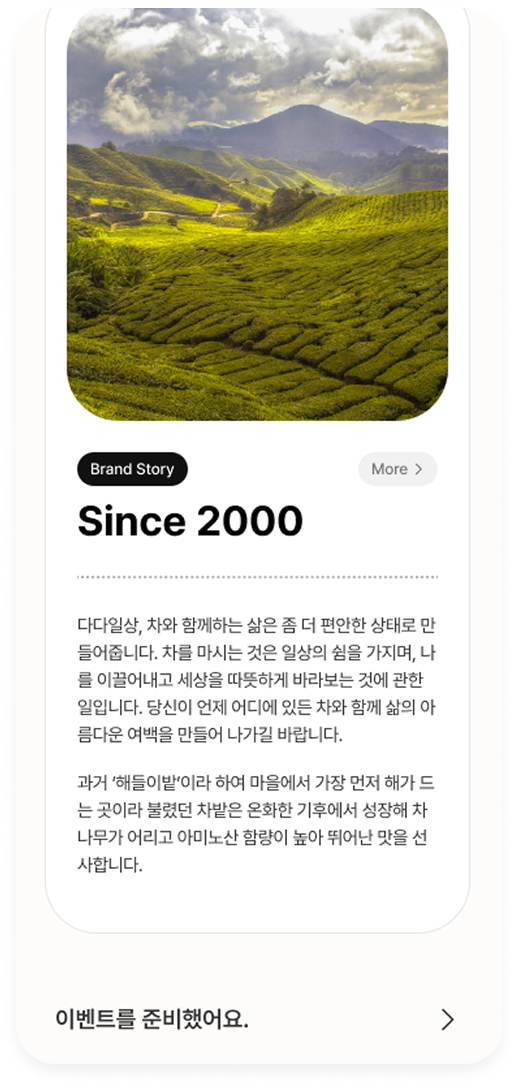 Brand Story
More
Since 2000
다다일상, 차와 함께하는 삶은 좀 더 편안한 상태로 만
들어줍니다. 차를 마시는 것은 일상의 쉼을 가지며, 나
를 이끌어내고 세상을 따뜻하게 바라보는 것에 관한
일입니다. 당신이 언제 어디에 있든 차와 함께 삶의 아
름다운 여백을 만들어 나가길 바랍니다.
과거 ‘해들이밭’이라 하여 마을에서 가장 먼저 해가 드
는 곳이라 불렸던 차밭은 온화한 기후에서 성장해 차
나무가 어리고 아미노산 함량이 높아 뛰어난 맛을 선
사합니다.
이벤트를 준비했어요.